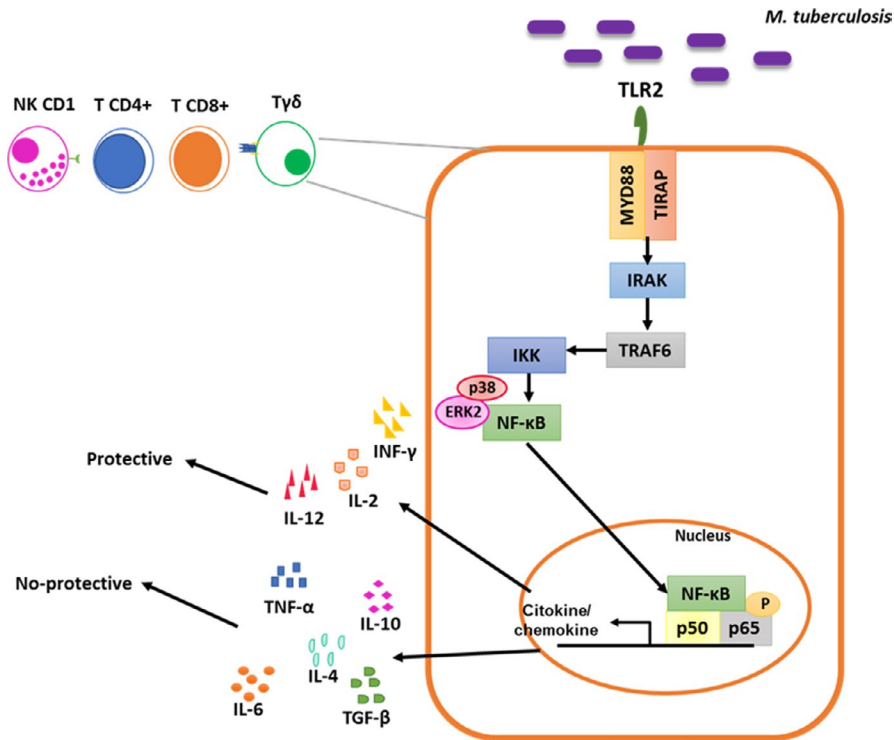 M. tuberculosis
TLR2
NK CD1
T CD4+
T CD8+
Tγδ
MYD88
TIRAP
IRAK
TRAF6
IKK
p38
ERK2
NF-κB
INF-γ
IL-2
IL-12
Protective
No-protective
TNF-α
IL-10
IL-4
IL-6
TGF-β
Nucleus
NF-κB
P
p50
p65
Citokine/
chemokine